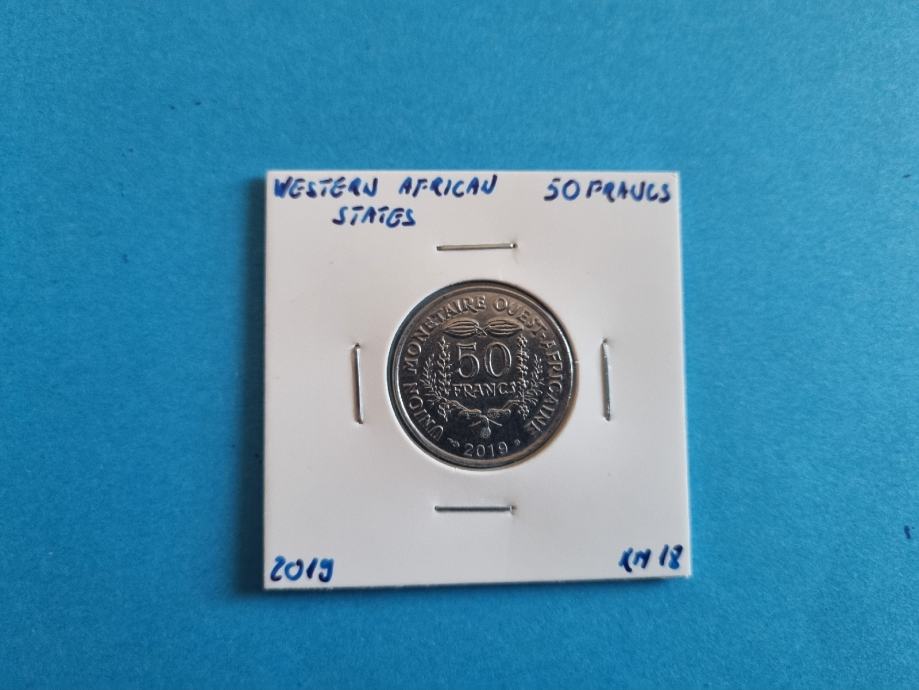 WESTERN AFRICAN STATES
50 FRANCS
UNION MONETAIRE OUEST-AFRICAINE
50
FRANCS
2019
2019
KM 18